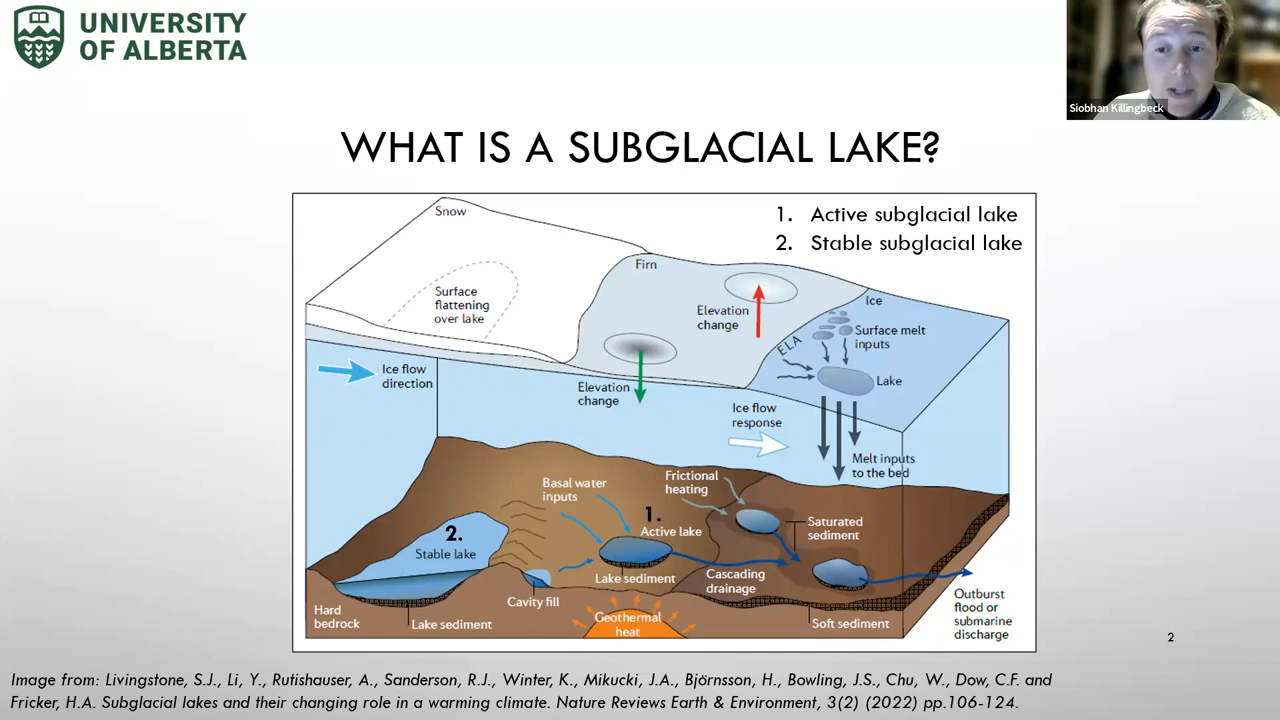 UNIVERSITY
OF ALBERTA
Siobhan Killingbeck
WHAT IS A SUBGLACIAL LAKE?
1. Active subglacial lake
2. Stable subglacial lake
Snow
Firn
Surface
flattening
over lake
Elevation
change
Ice
Surface melt
inputs
ELA
Lake
Ice flow
direction
Elevation
change
Ice flow
response
Melt inputs
to the bed
Basal water
inputs
Frictional
heating
1.
Active lake
2.
Stable lake
Saturated
sediment
Lake sediment
Cascading
drainage
Cavity fill
Hard
bedrock
Lake sediment
Geothermal
heat
Soft sediment
Outburst
flood or
submarine
discharge
2
Image from: Livingstone, S.J., Li, Y., Rutishauser, A., Sanderson, R.J., Winter, K., Mikucki, J.A., Björnsson, H., Bowling, J.S., Chu, W., Dow, C.F. and
Fricker, H.A. Subglacial lakes and their changing role in a warming climate. Nature Reviews Earth & Environment, 3(2) (2022) pp.106-124.